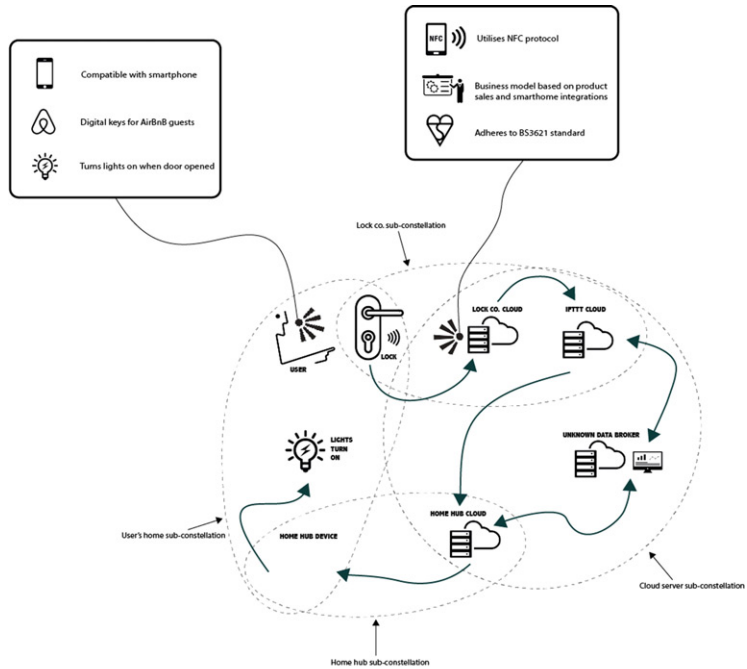 Compatible with smartphone
Digital keys for AirBnB guests
Turns lights on when door opened
NFC
Utilises NFC protocol
Business model based on product
sales and smarthome integrations
Adheres to BS3621 standard
Lock co. sub-constellation
LOCK CO. CLOUD
IFTTT CLOUD
LOCK
USER
LIGHTS
TURN
ON
UNKNOWN DATA BROKER
User's home sub-constellation
HOME HUB DEVICE
HOME HUB CLOUD
Cloud server sub-constellation
Home hub sub-constellation